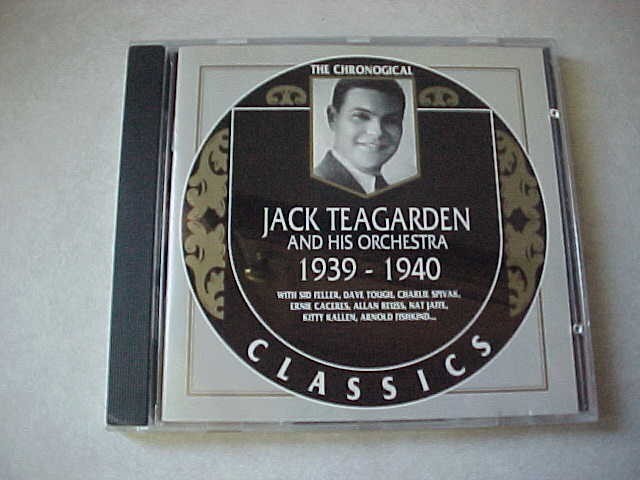 THE CHRONOGICAL
JACK TEAGARDEN
AND HIS ORCHESTRA
1939 - 1940
WITH SID FELLER, DAVE TOUGH, CHARLIE SPIVAK,
ERNIE CACERES, ALLAN REUSS, NAT JAFFE,
KITTY KALLEN, ARNOLD FISHKIND...
CLASSICS